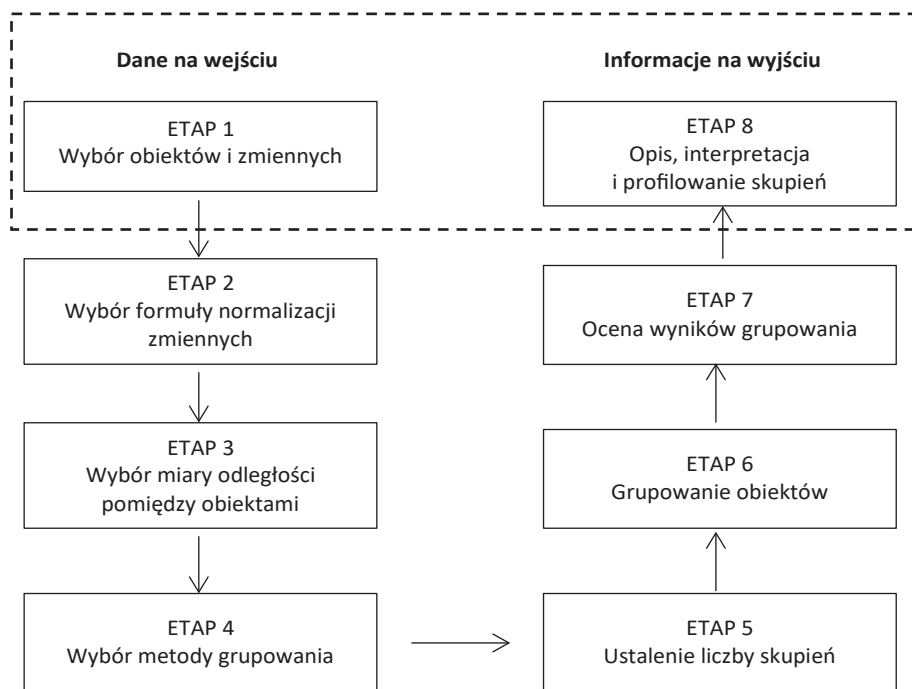 Dane na wejściu
Informacje na wyjściu
ETAP 1
Wybór obiektów i zmiennych
ETAP 2
Wybór formuły normalizacji
zmiennych
ETAP 3
Wybór miary odległości
pomiędzy obiektami
ETAP 4
Wybór metody grupowania
ETAP 5
Ustalenie liczby skupień
ETAP 6
Grupowanie obiektów
ETAP 7
Ocena wyników grupowania
ETAP 8
Opis, interpretacja
i profilowanie skupień